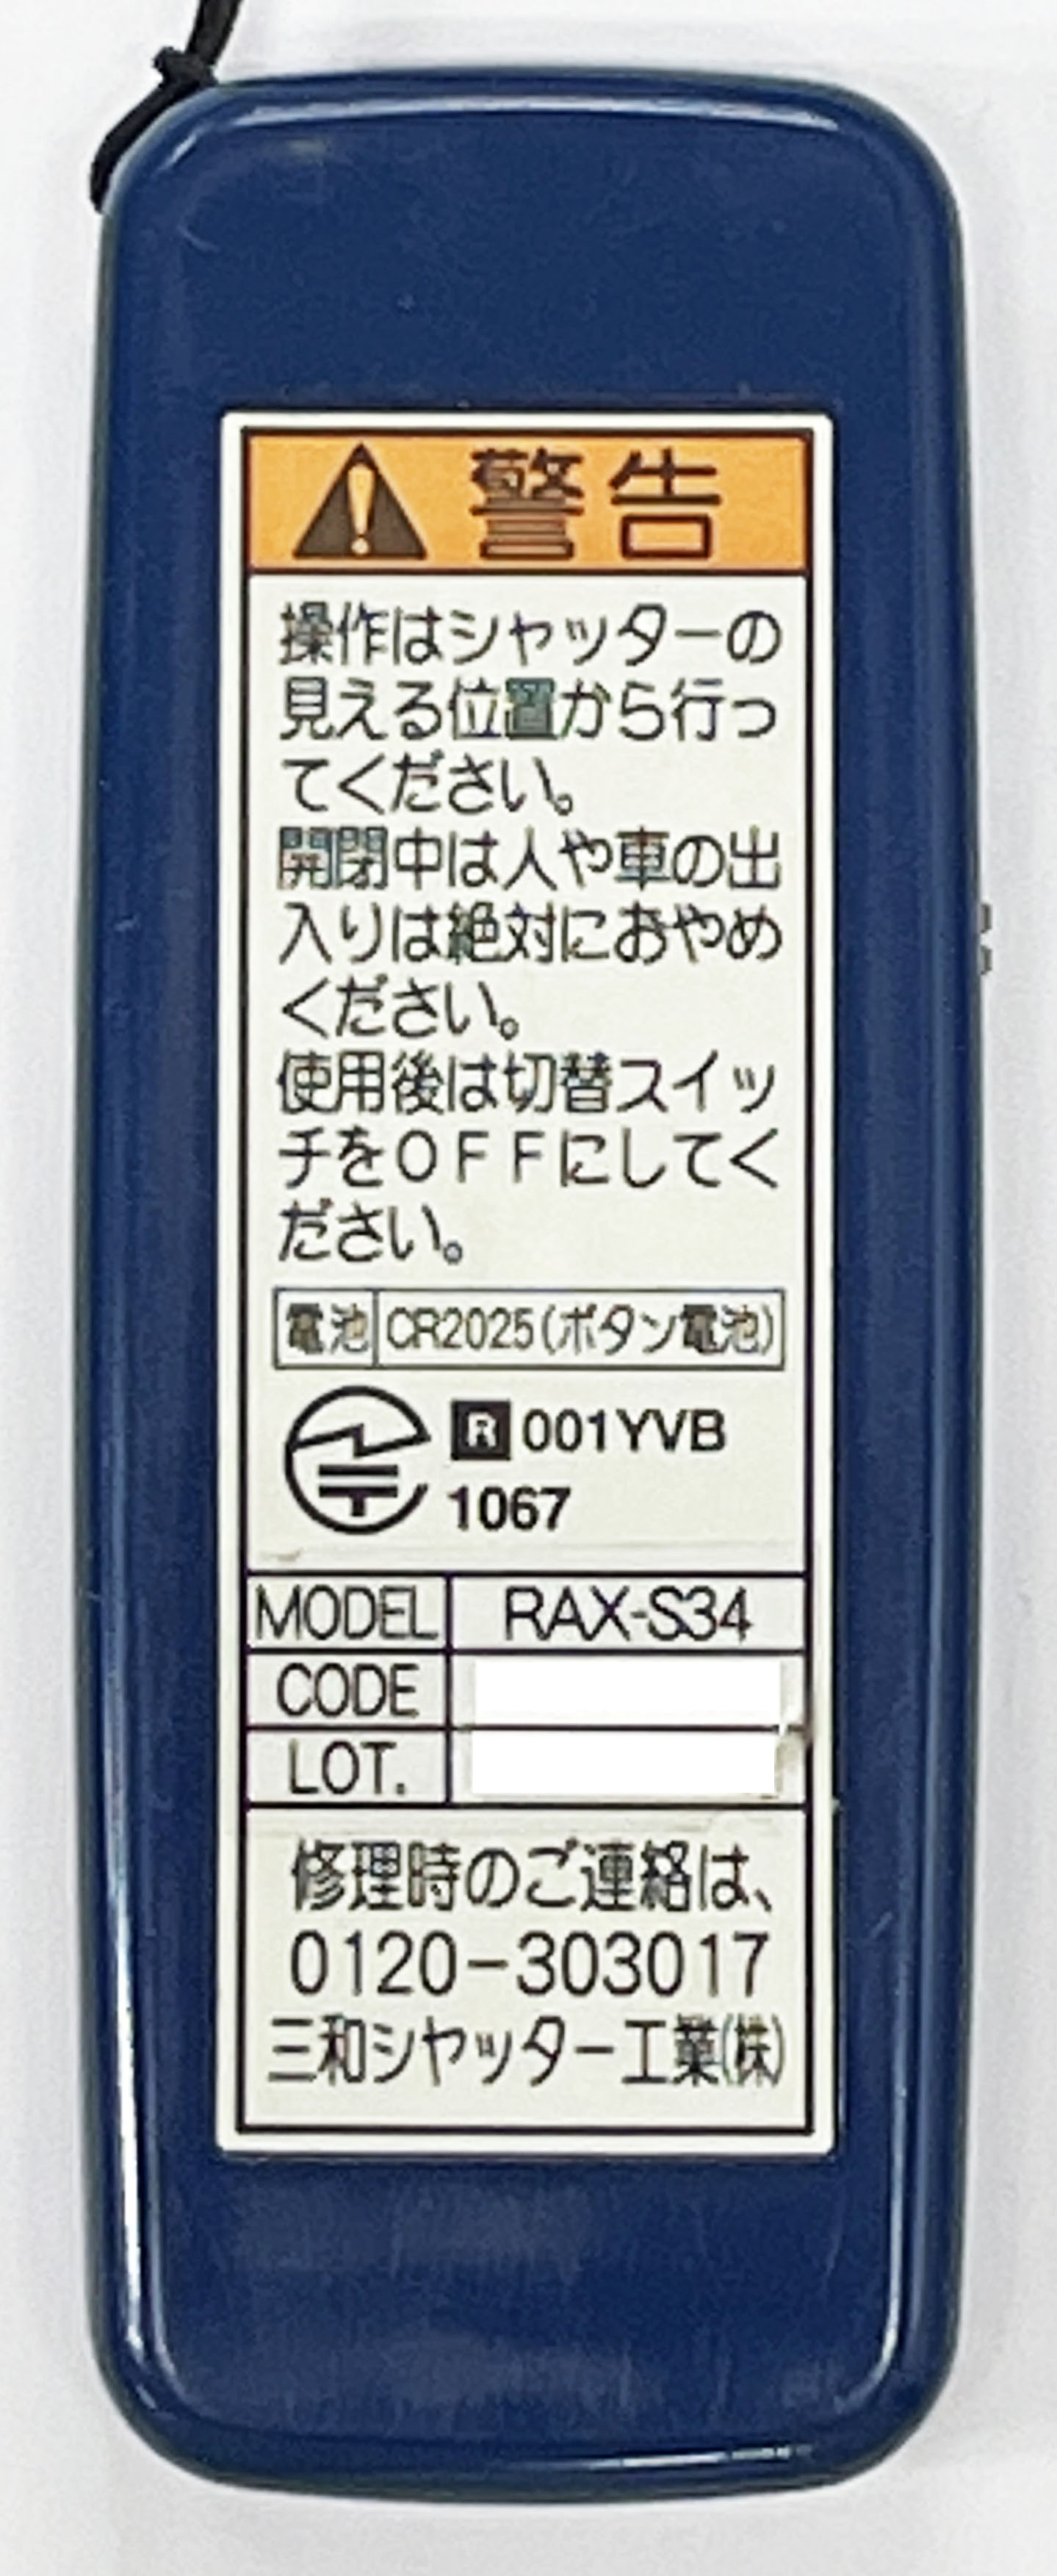 警告
操作はシャッターの
見える位置から行っ
てください。
開閉中は人や車の出
入りは絶対におやめ
ください。
使用後は切替スイッ
チをOFFにしてく
ださい。
電池 CR2025(ボタン電池)
R 001YVB
1067
MODEL RAX-S34
CODE
LOT.
修理時のご連絡は、
0120-303017
三和シヤッター工業(株)